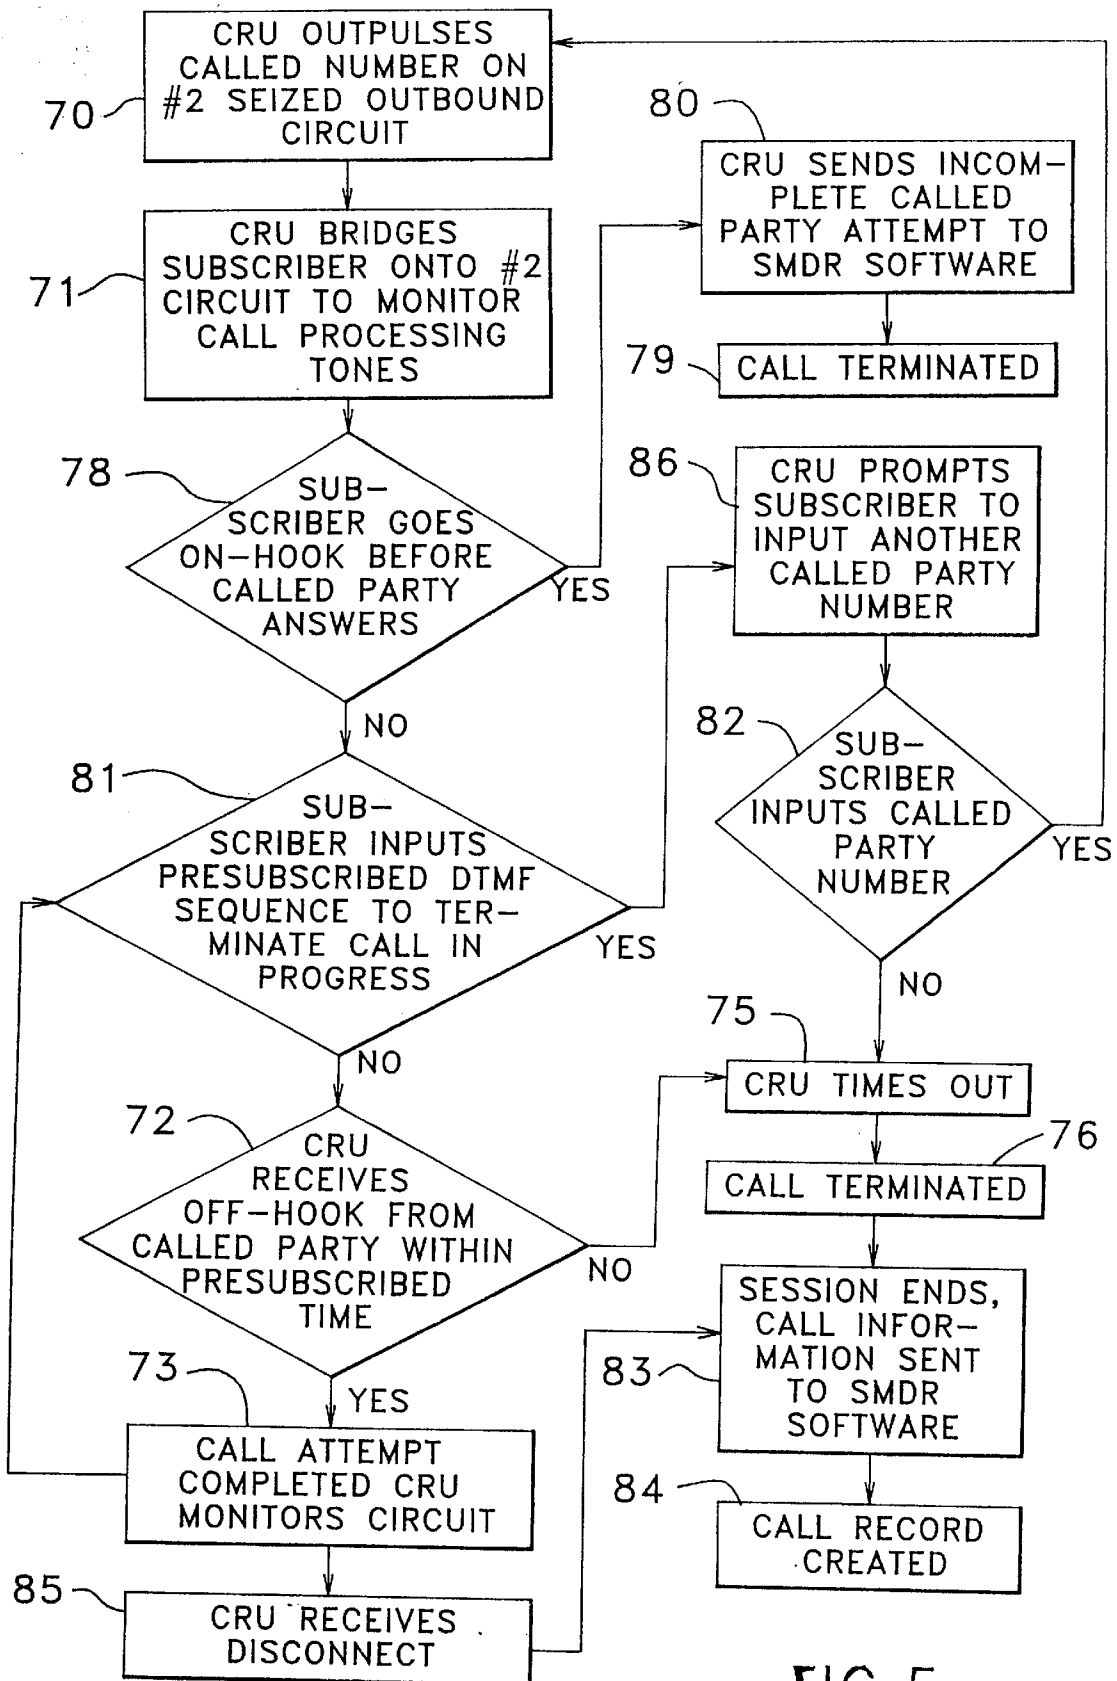 CRU OUTPULSES
CALLED NUMBER ON
#2 SEIZED OUTBOUND
CIRCUIT
70
CRU BRIDGES
SUBSCRIBER ONTO #2
CIRCUIT TO MONITOR
CALL PROCESSING
TONES
71
SUB-
SCRIBER GOES
ON-HOOK BEFORE
CALLED PARTY
ANSWERS
78
YES
NO
80
CRU SENDS INCOM-
PLETE CALLED
PARTY ATTEMPT TO
SMDR SOFTWARE
79
CALL TERMINATED
81
SUB-
SCRIBER INPUTS
PRESUBSCRIBED DTMF
SEQUENCE TO TER-
MINATE CALL IN
PROGRESS
YES
NO
86
CRU PROMPTS
SUBSCRIBER TO
INPUT ANOTHER
CALLED PARTY
NUMBER
82
SUB-
SCRIBER
INPUTS CALLED
PARTY
NUMBER
YES
NO
72
CRU
RECEIVES
OFF-HOOK FROM
CALLED PARTY WITHIN
PRESUBSCRIBED
TIME
NO
YES
75
CRU TIMES OUT
76
CALL TERMINATED
73
CALL ATTEMPT
COMPLETED CRU
MONITORS CIRCUIT
83
SESSION ENDS,
CALL INFOR-
MATION SENT
TO SMDR
SOFTWARE
84
CALL RECORD
CREATED
85
CRU RECEIVES
DISCONNECT